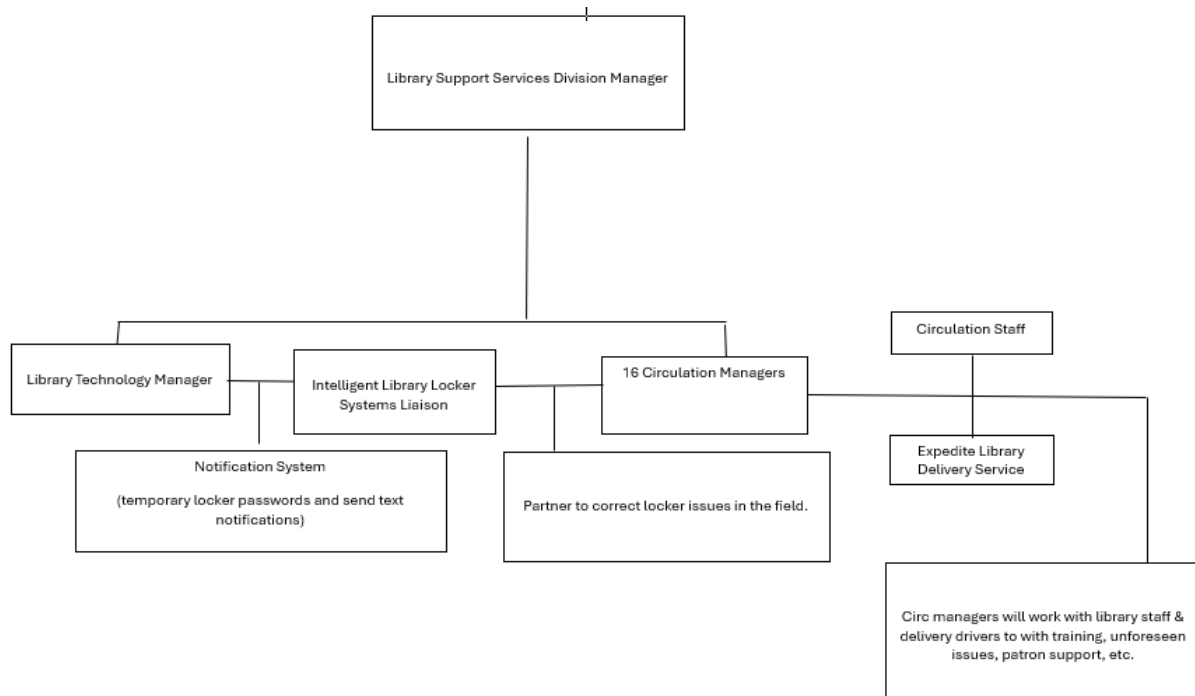 Library Support Services Division Manager
Circulation Staff
Library Technology Manager
Intelligent Library Locker
Systems Liaison
16 Circulation Managers
Expedite Library
Delivery Service
Notification System
(temporary locker passwords and send text
notifications)
Partner to correct locker issues in the field.
Circ managers will work with library staff &
delivery drivers to with training, unforeseen
issues, patron support, etc.